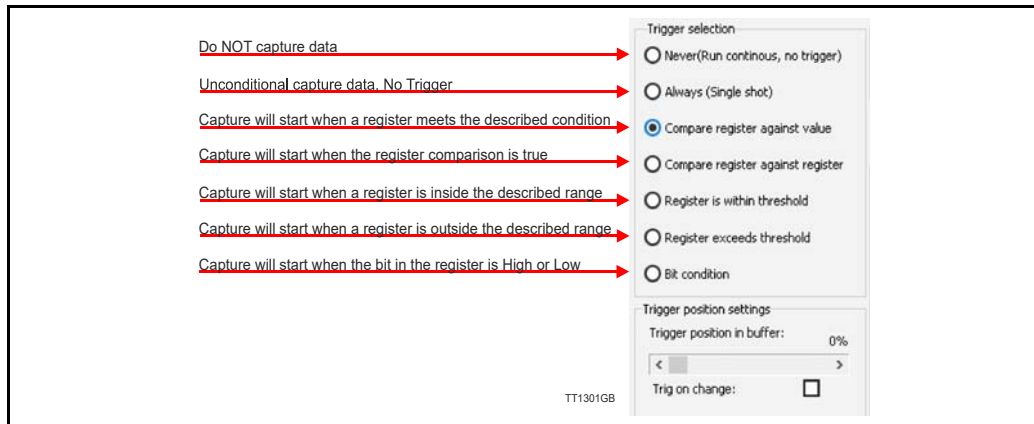 Trigger selection
Do NOT capture data
Never(Run continous, no trigger)
Unconditional capture data. No Trigger
Always (Single shot)
Capture will start when a register meets the described condition
Compare register against value
Capture will start when the register comparison is true
Compare register against register
Capture will start when a register is inside the described range
Register is within threshold
Capture will start when a register is outside the described range
Register exceeds threshold
Capture will start when the bit in the register is High or Low
Bit condition
Trigger position settings
Trigger position in buffer:
0%
Trig on change:
TT1301GB